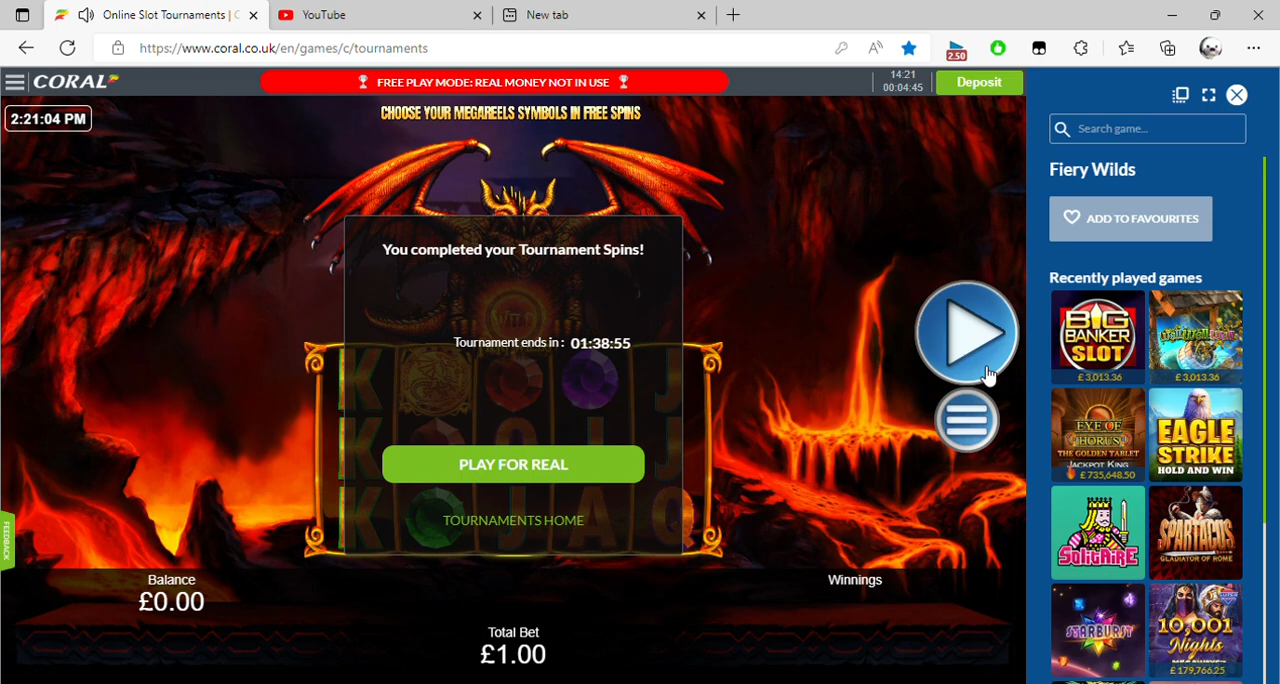 Online Slot Tournaments | C
YouTube
New tab
https://www.coral.co.uk/en/games/c/tournaments
2.50
CORAL
FREE PLAY MODE: REAL MONEY NOT IN USE
14:21
00:04:45
Deposit
2:21:04 PM
CHOOSE YOUR MEGAREELS SYMBOLS IN FREE SPINS
You completed your Tournament Spins!
Tournament ends in : 01:38:55
PLAY FOR REAL
TOURNAMENTS HOME
K
J
K
J
K
J
A
Q
Balance
£0.00
Total Bet
£1.00
Winnings
FEEDBACK
Search game...
Fiery Wilds
ADD TO FAVOURITES
Recently played games
BIG
BANKER
SLOT
£3,013.36
£3,013.36
EYE OF
HORUS
THE GOLDEN TABLET
JACKPOT KING
£735,648.50
EAGLE
STRIKE
HOLD AND WIN
SOLITAIRE
SPARTACUS
GLADIATOR OF ROME
STARBURST
10,001
Nights
MEGAWAYS
£179,766.25